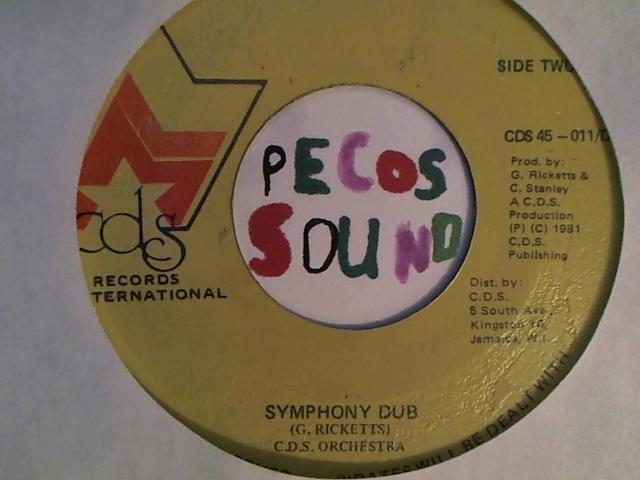 SIDE TWO
CDS 45 - 011/D
Prod. by:
G. Ricketts &
C. Stanley
A C.D.S.
Production
(P) (C) 1981
C.D.S.
Publishing
PECOS
SOUND
cds
RECORDS
TERNATIONAL
Dist. by:
C.D.S.
5 South Ave.,
Kingston 10,
Jamaica, W.I.
SYMPHONY DUB
(G. RICKETTS)
C.D.S. ORCHESTRA
PIRATES WILL BE DEALT WITH